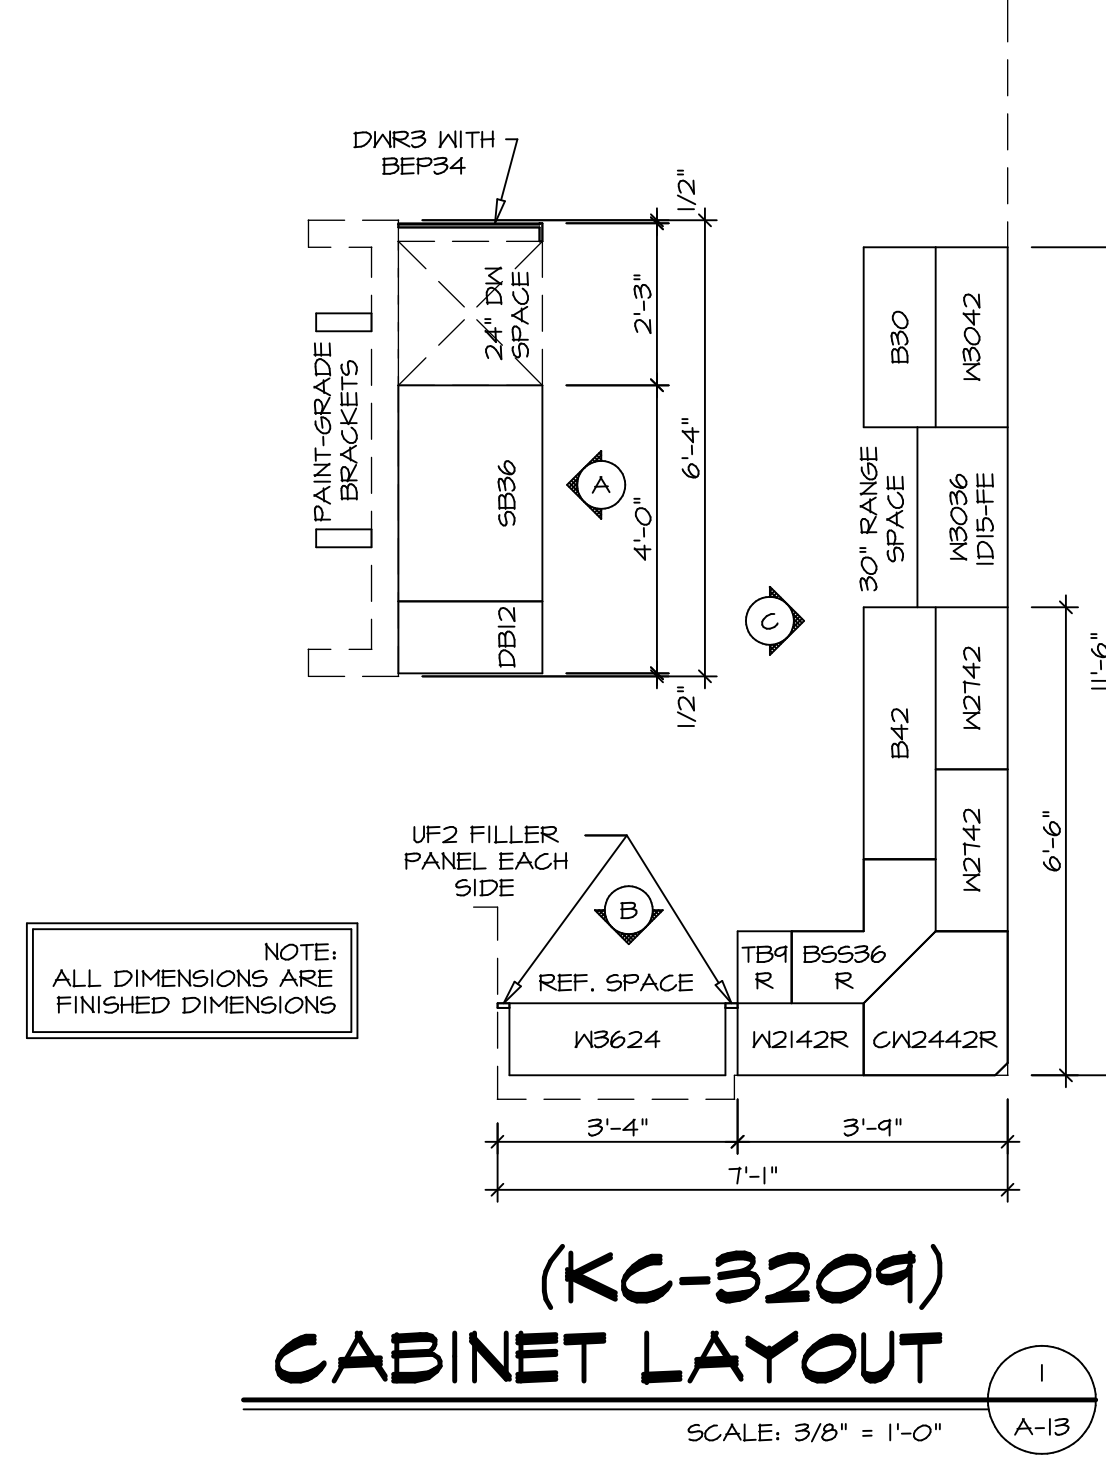 DWR3 WITH
BEP34
1/2"
24" DW
SPACE
2'-3"
PAINT-GRADE
BRACKETS
SB36
A
4'-0"
6'-4"
DB12
1/2"
B30
W3042
30" RANGE
SPACE
W3036
1D15-FE
C
B42
W2742
W2742
11'-6"
6'-6"
UF2 FILLER
PANEL EACH
SIDE
B
NOTE:
ALL DIMENSIONS ARE
FINISHED DIMENSIONS
REF. SPACE
TB9
R
BSS36
R
W3624
W2142R
CW2442R
3'-4"
3'-9"
7'-1"
(KC-3209)
CABINET LAYOUT
1
A-13
SCALE: 3/8" = 1'-0"